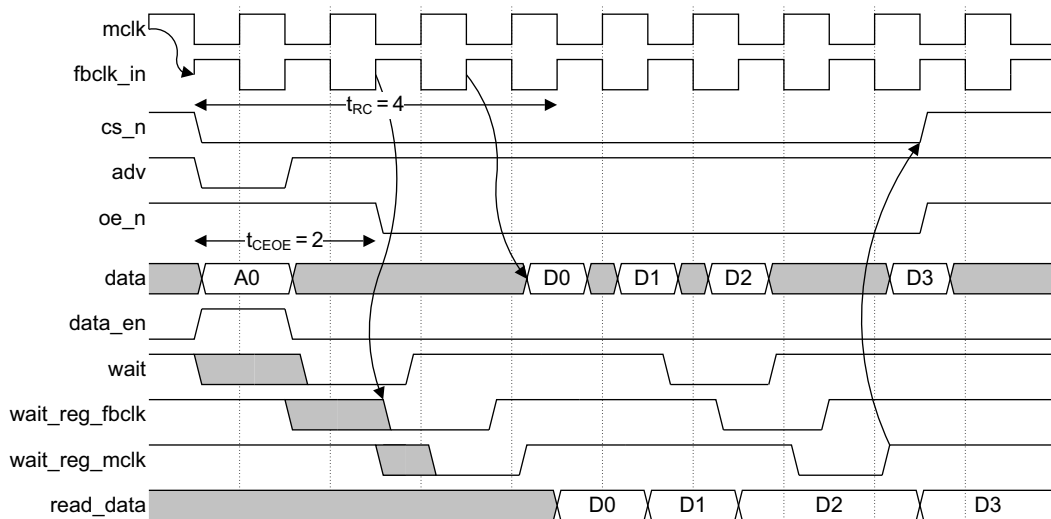 mclk
fbclk_in
t_RC = 4
cs_n
adv
oe_n
t_CEOE = 2
data A0 D0 D1 D2 D3
data_en
wait
wait_reg_fbclk
wait_reg_mclk
read_data D0 D1 D2 D3